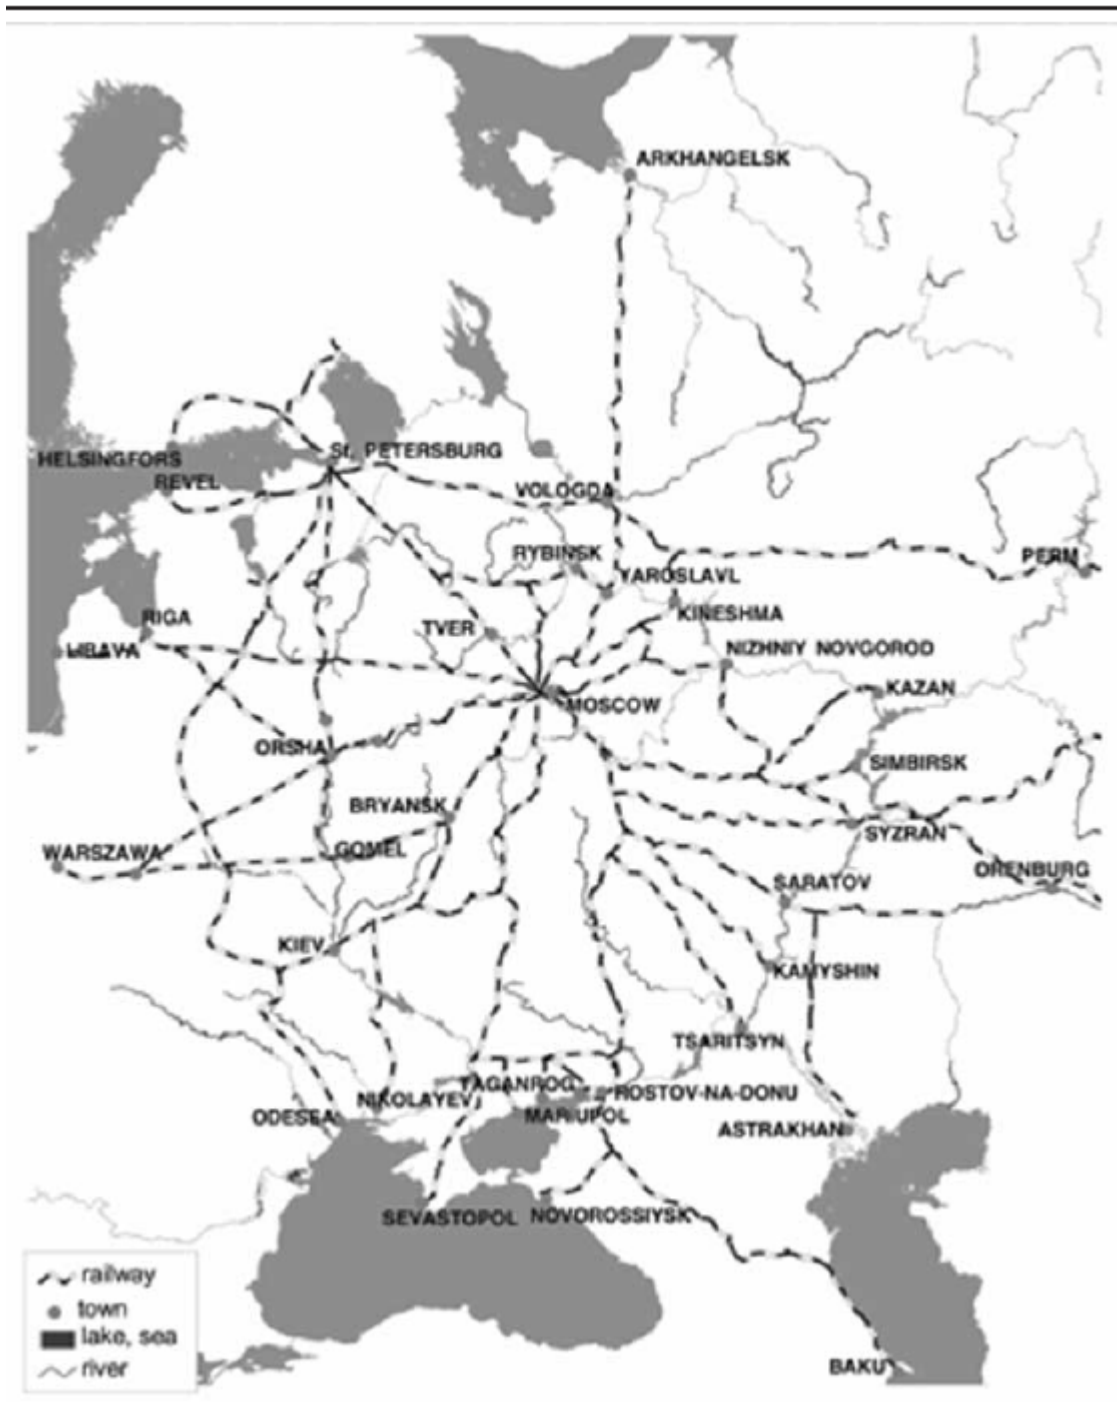 ARKHANGELSK
St. PETERSBURG
HELSINGFORS
REVEL
VOLOGDA
RYBINSK
PERM
YAROSLAVL
KINESHMA
RIGA
TVER
LIBAVA
NIZHNIY NOVGOROD
KAZAN
MOSCOW
ORSHA
SIMBIRSK
BRYANSK
SYZRAN
WARSZAWA
GOMEL
ORENBURG
SARATOV
KIEV
KAMYSHIN
TSARITSYN
TAGANROG
NIKOLAYEV
ROSTOV-NA-DONU
ODESEA
MARIUPOL
ASTRAKHAN
SEVASTOPOL
NOVOROSSIYSK
BAKU
railway
town
lake, sea
river